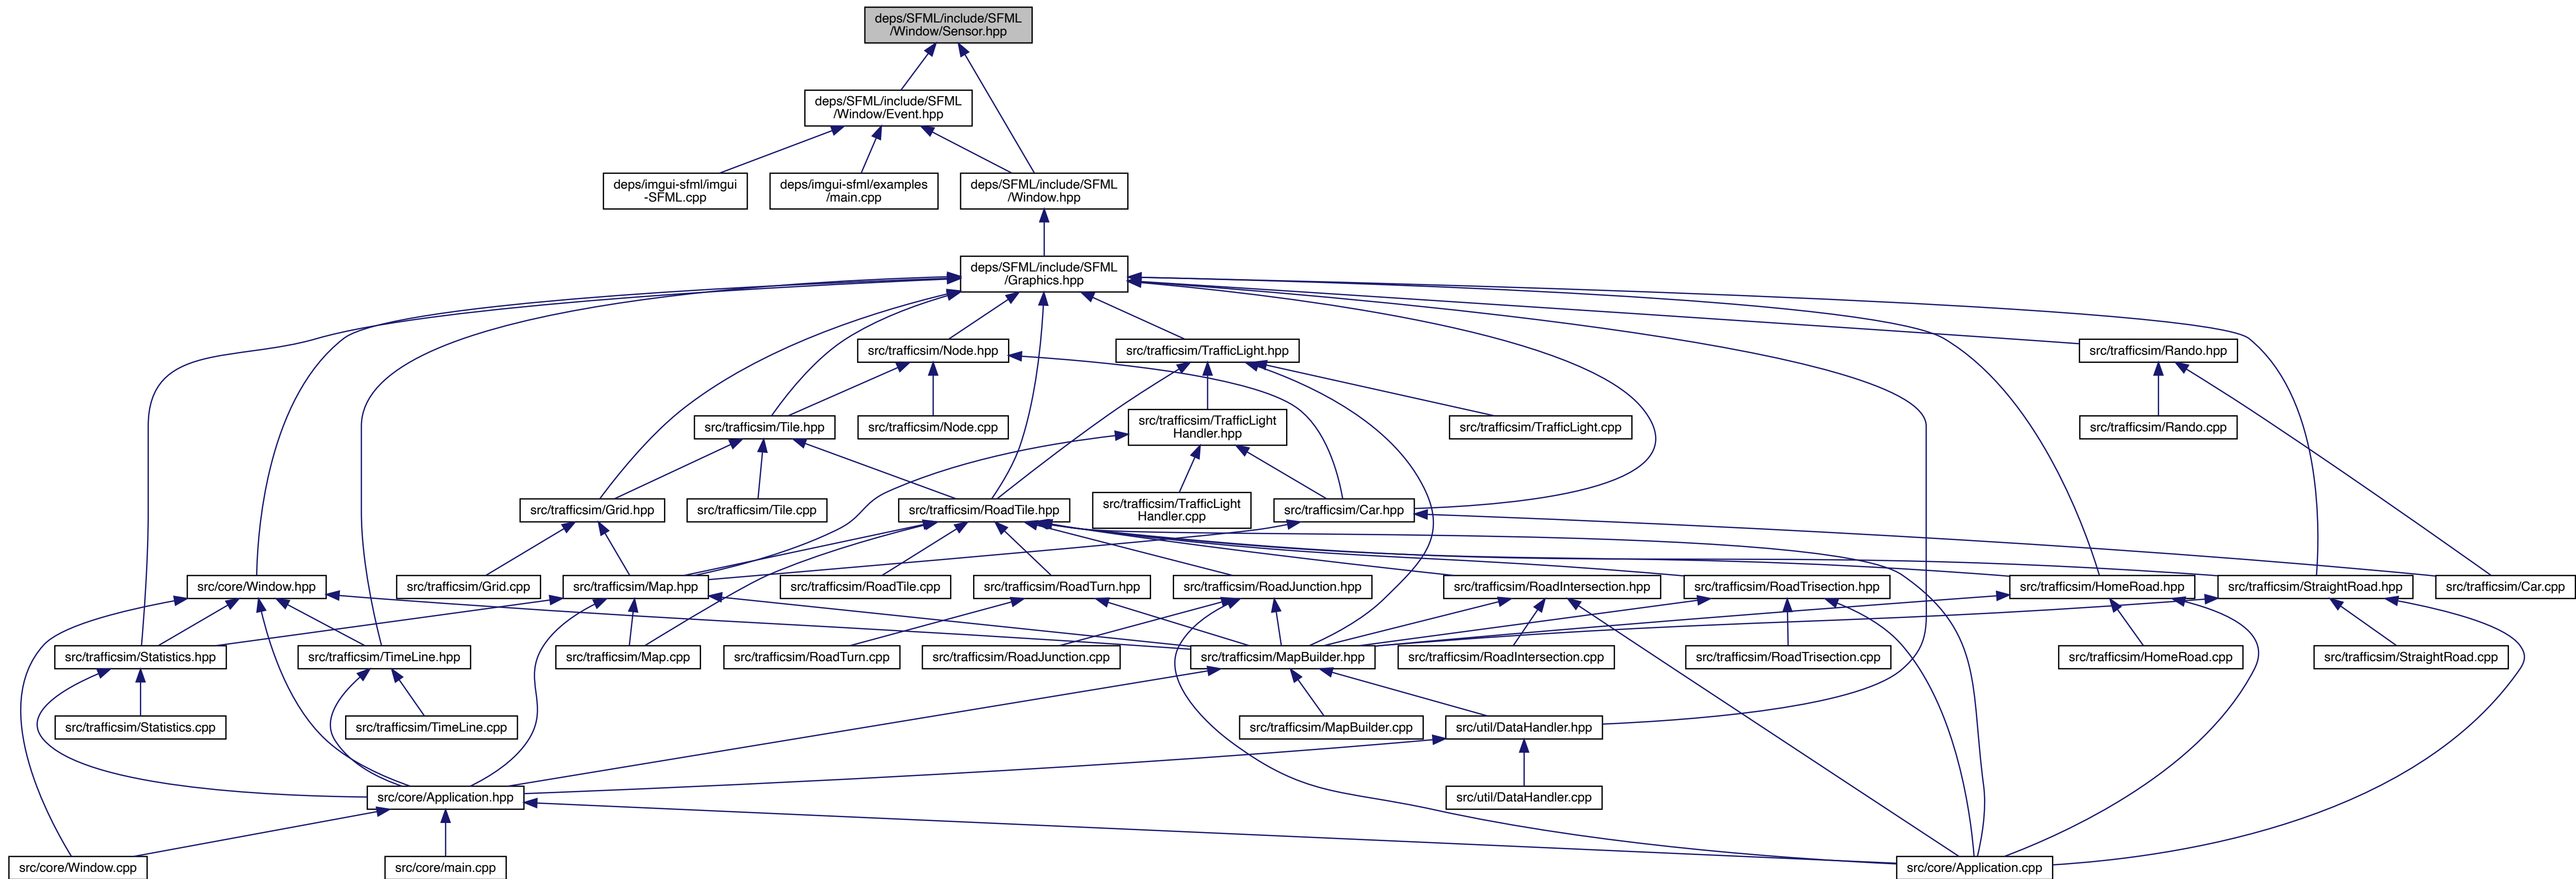 deps/SFML/include/SFML
/Window/Sensor.hpp
deps/SFML/include/SFML
/Window/Event.hpp
deps/imgui-sfml/imgui
-SFML.cpp
deps/imgui-sfml/examples
/main.cpp
deps/SFML/include/SFML
/Window.hpp
deps/SFML/include/SFML
/Graphics.hpp
src/trafficsim/Node.hpp
src/trafficsim/TrafficLight.hpp
src/trafficsim/Rando.hpp
src/trafficsim/Tile.hpp
src/trafficsim/Node.cpp
src/trafficsim/TrafficLight
Handler.hpp
src/trafficsim/TrafficLight.cpp
src/trafficsim/Rando.cpp
src/trafficsim/Grid.hpp
src/trafficsim/Tile.cpp
src/trafficsim/RoadTile.hpp
src/trafficsim/TrafficLight
Handler.cpp
src/trafficsim/Car.hpp
src/core/Window.hpp
src/trafficsim/Grid.cpp
src/trafficsim/Map.hpp
src/trafficsim/RoadTile.cpp
src/trafficsim/RoadTurn.hpp
src/trafficsim/RoadJunction.hpp
src/trafficsim/RoadIntersection.hpp
src/trafficsim/RoadTrisection.hpp
src/trafficsim/HomeRoad.hpp
src/trafficsim/StraightRoad.hpp
src/trafficsim/Car.cpp
src/trafficsim/Statistics.hpp
src/trafficsim/TimeLine.hpp
src/trafficsim/Map.cpp
src/trafficsim/RoadTurn.cpp
src/trafficsim/RoadJunction.cpp
src/trafficsim/MapBuilder.hpp
src/trafficsim/RoadIntersection.cpp
src/trafficsim/RoadTrisection.cpp
src/trafficsim/HomeRoad.cpp
src/trafficsim/StraightRoad.cpp
src/trafficsim/Statistics.cpp
src/trafficsim/TimeLine.cpp
src/trafficsim/MapBuilder.cpp
src/util/DataHandler.hpp
src/core/Application.hpp
src/util/DataHandler.cpp
src/core/Window.cpp
src/core/main.cpp
src/core/Application.cpp